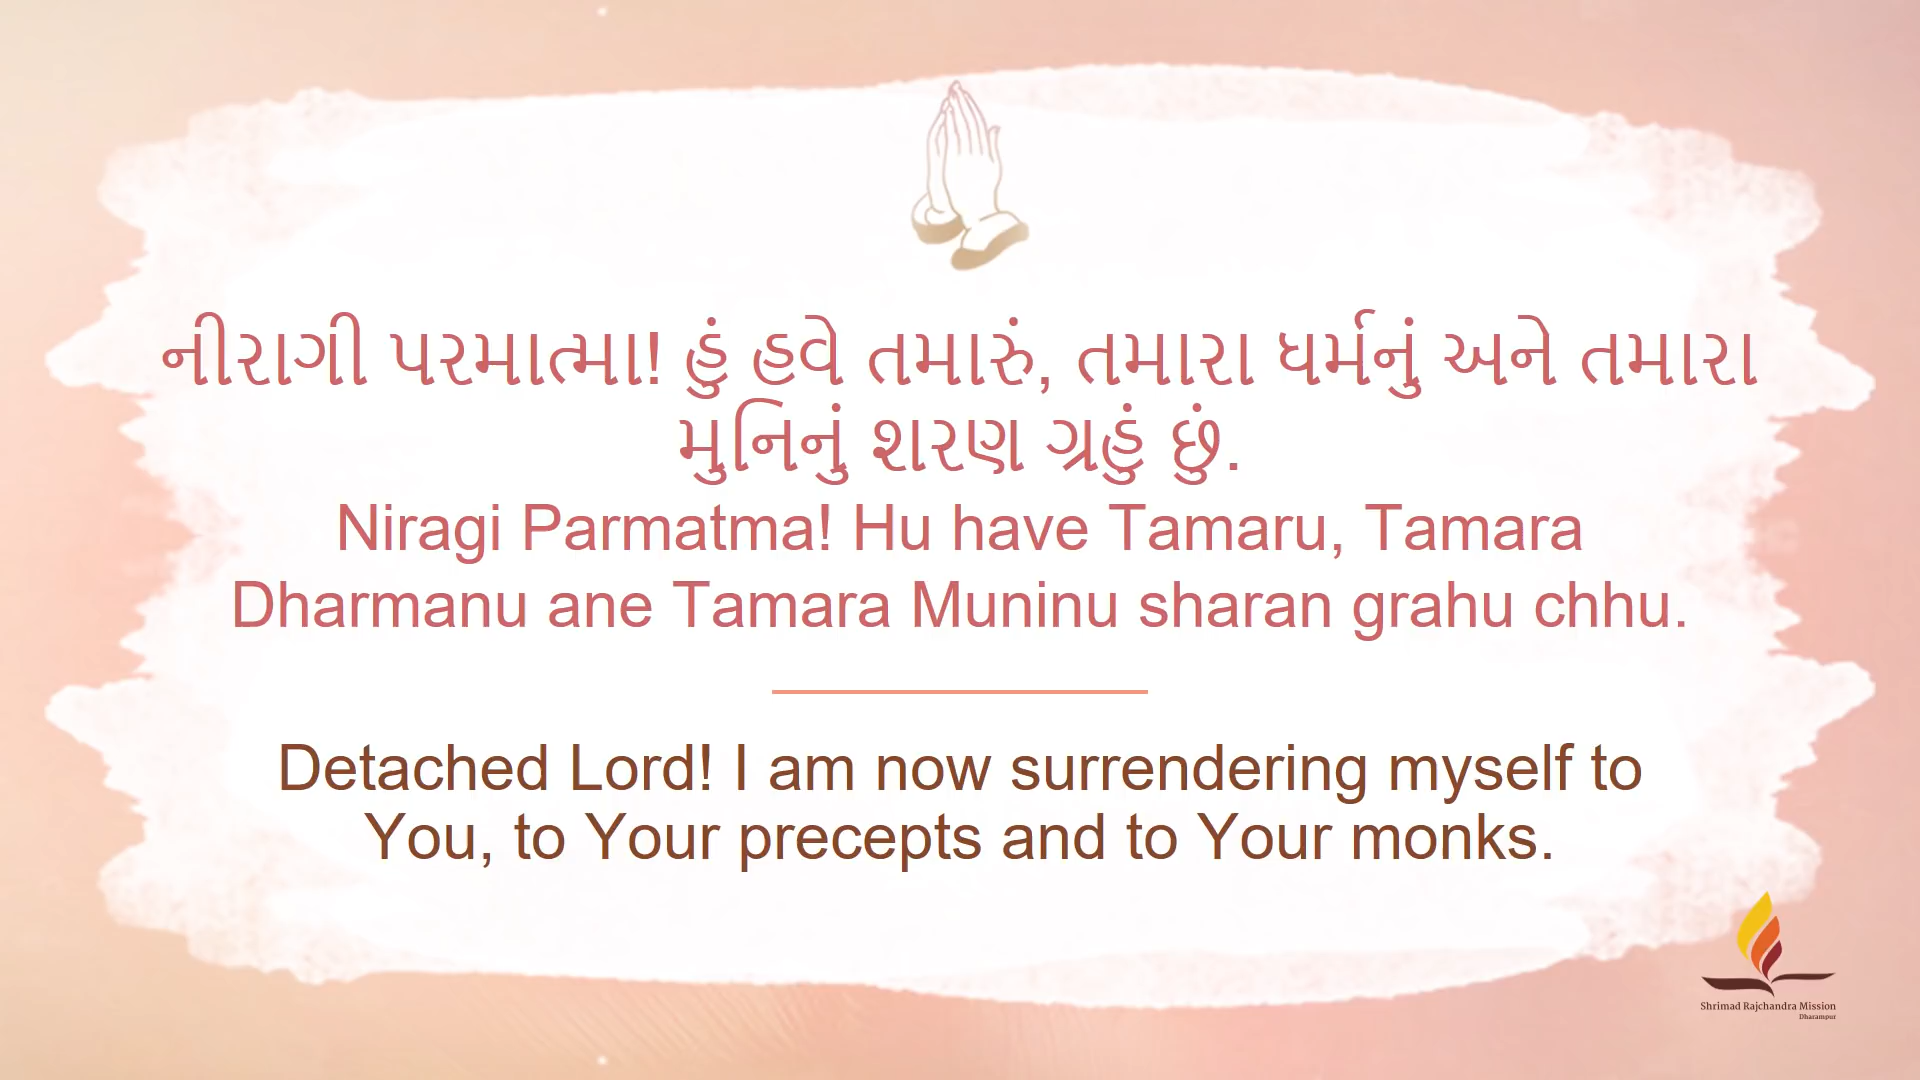 નીરાગી પરમાત્મા! હું હવે તમારું, તમારા ધર્મનું અને તમારા
મુનિનું શરણ ગ્રહું છું.
Niragi Parmatma! Hu have Tamaru, Tamara
Dharmanu ane Tamara Muninu sharan grahu chhu.
Detached Lord! I am now surrendering myself to
You, to Your precepts and to Your monks.
Shrimad Rajchandra Mission
Dharampur